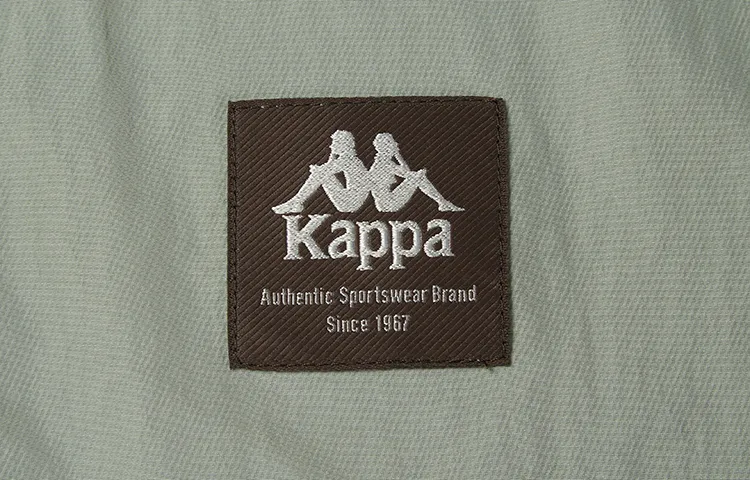 Kappa
Authentic Sportswear Brand
Since 1967